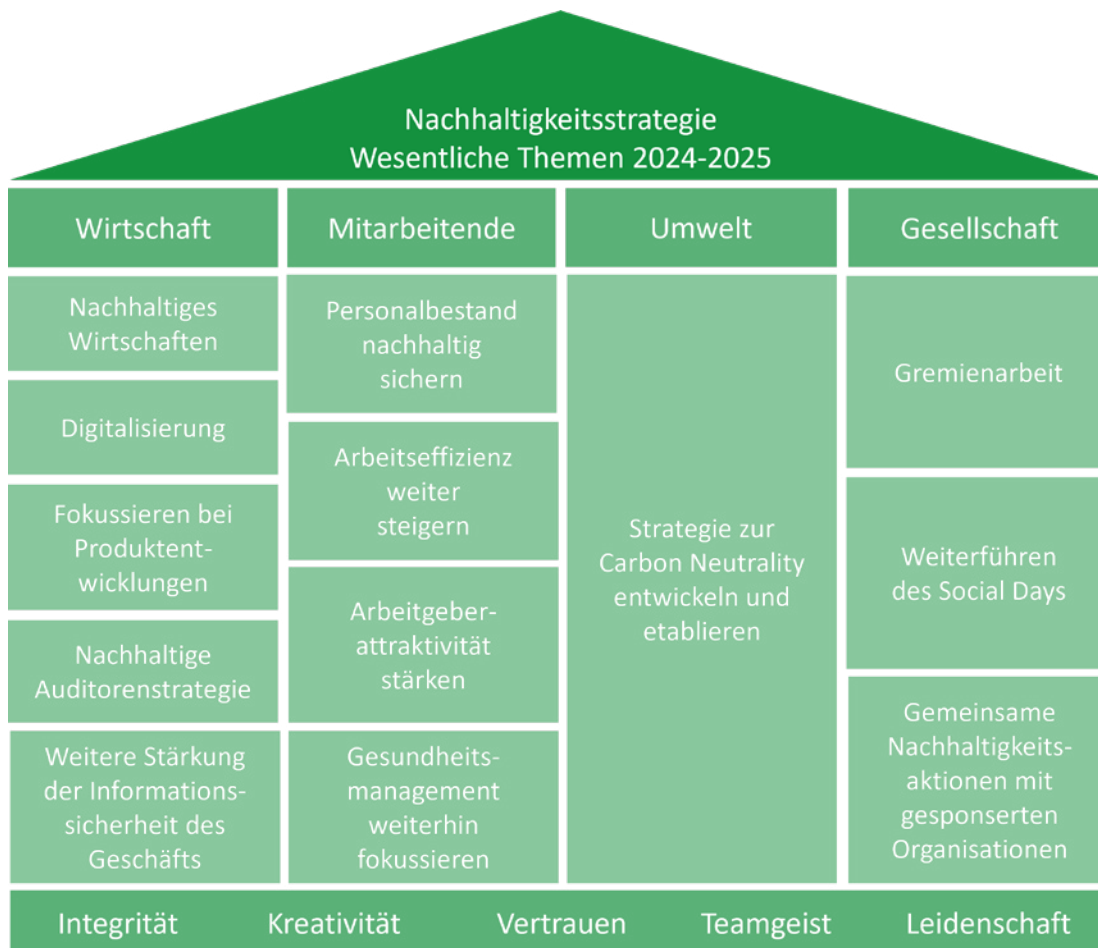 Nachhaltigkeitsstrategie
Wesentliche Themen 2024-2025
Wirtschaft
Nachhaltiges
Wirtschaften
Digitalisierung
Fokussieren bei
Produktent-
wicklungen
Nachhaltige
Auditorenstrategie
Weitere Stärkung
der Informations-
sicherheit des
Geschäfts
Mitarbeitende
Personalbestand
nachhaltig
sichern
Arbeitseffizienz
weiter
steigern
Arbeitgeber-
attraktivität
stärken
Gesundheits-
management
weiterhin
fokussieren
Umwelt
Strategie zur
Carbon Neutrality
entwickeln und
etablieren
Gesellschaft
Gremienarbeit
Weiterführen
des Social Days
Gemeinsame
Nachhaltigkeits-
aktionen mit
gesponserten
Organisationen
Integrität Kreativität Vertrauen Teamgeist Leidenschaft